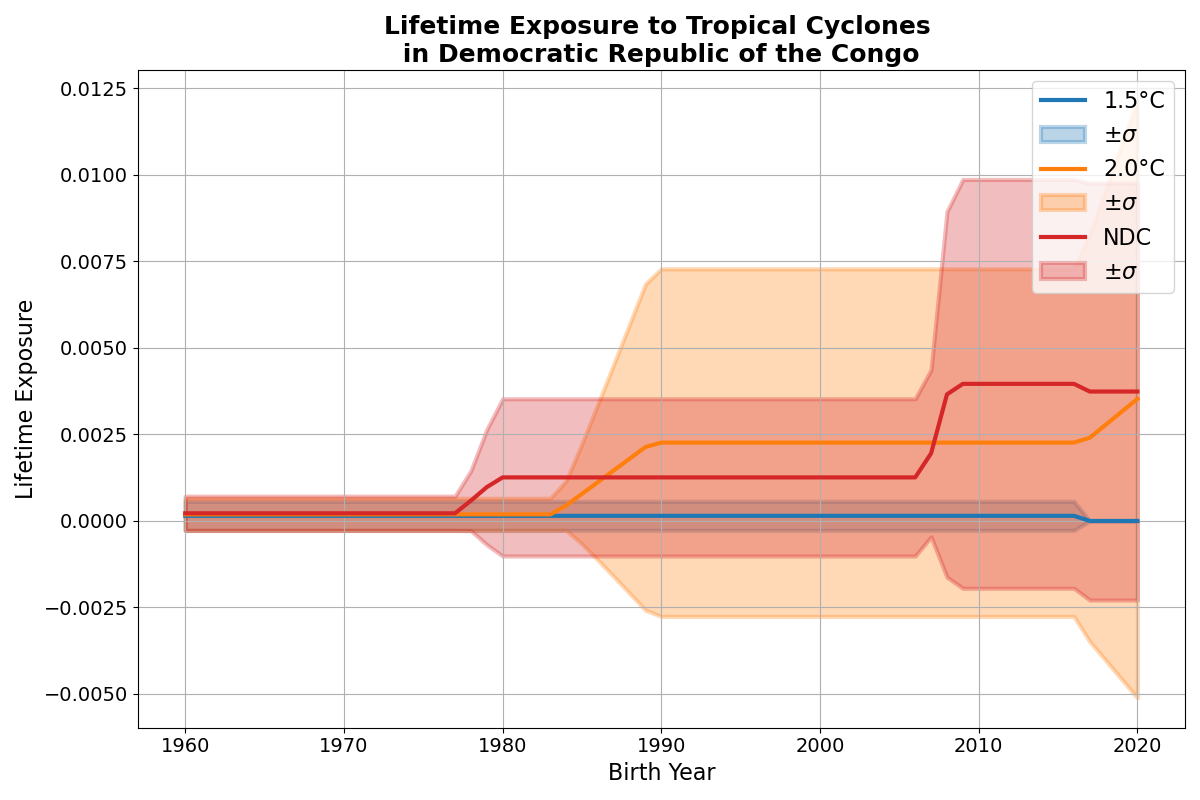 Lifetime Exposure to Tropical Cyclones
in Democratic Republic of the Congo
0.0125
0.0100
0.0075
0.0050
0.0025
0.0000
−0.0025
−0.0050
Lifetime Exposure
1.5°C
±σ
2.0°C
±σ
NDC
±σ
1960 1970 1980 1990 2000 2010 2020
Birth Year